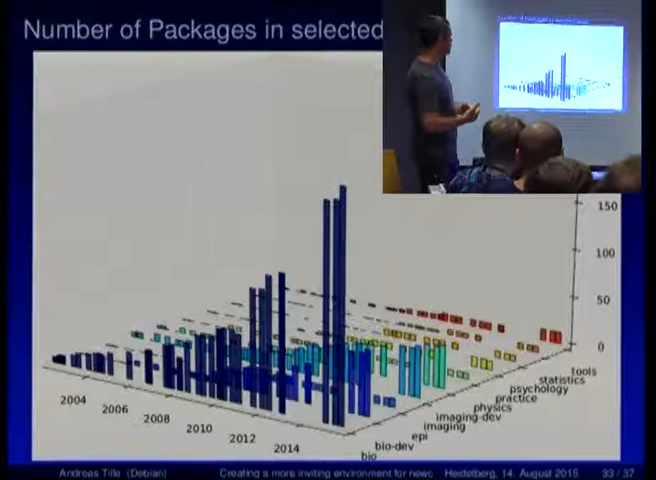 Number of Packages in selected
150
100
50
0
2004
2006
2008
2010
2012
2014
tools
statistics
psychology
practice
physics
imaging-dev
imaging
epi
bio-dev
bio
Andreas Tille (Debian)
Creating a more inviting environment for newc
Heidelberg, 14. August 2015
33 / 37